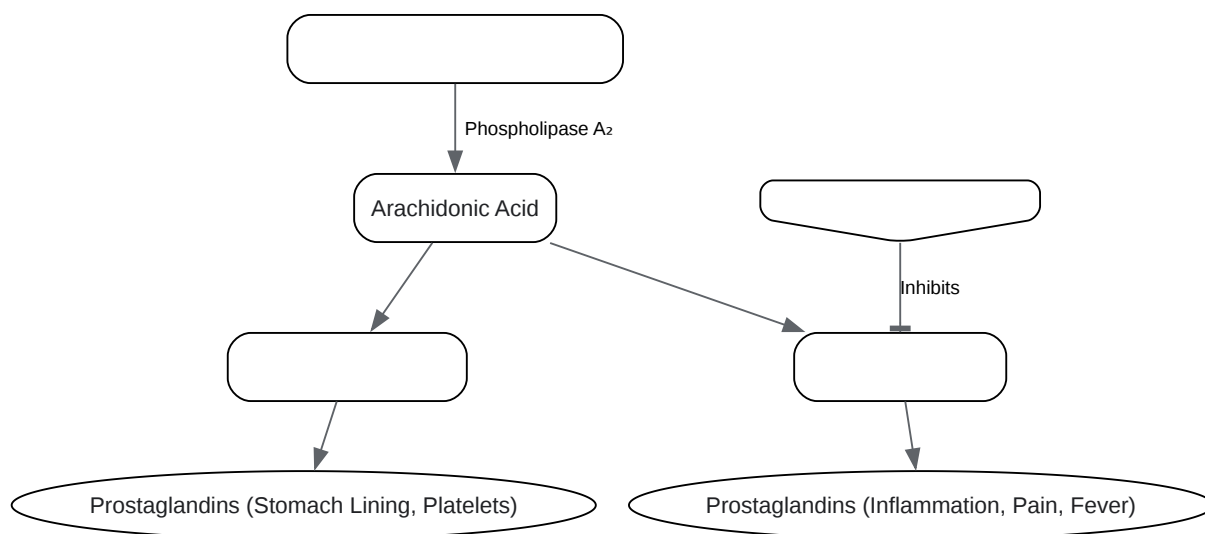 Phospholipase A₂
Arachidonic Acid
Inhibits
Prostaglandins (Stomach Lining, Platelets)
Prostaglandins (Inflammation, Pain, Fever)